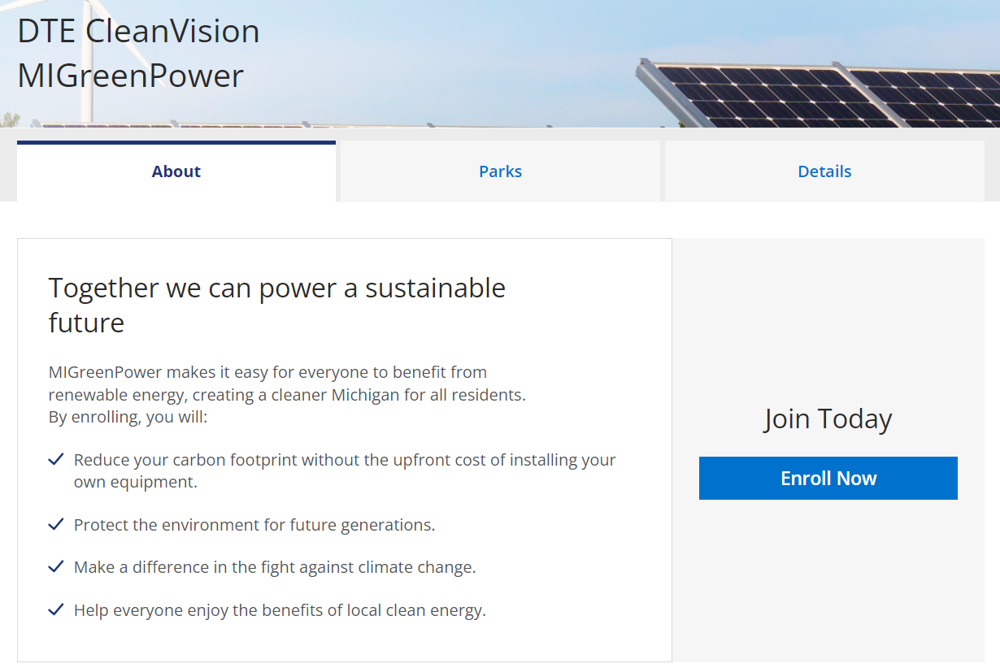 DTE CleanVision
MIGreenPower
About
Parks
Details
Together we can power a sustainable
future
MIGreenPower makes it easy for everyone to benefit from
renewable energy, creating a cleaner Michigan for all residents.
By enrolling, you will:
Reduce your carbon footprint without the upfront cost of installing your
own equipment.
Protect the environment for future generations.
Make a difference in the fight against climate change.
Help everyone enjoy the benefits of local clean energy.
Join Today
Enroll Now